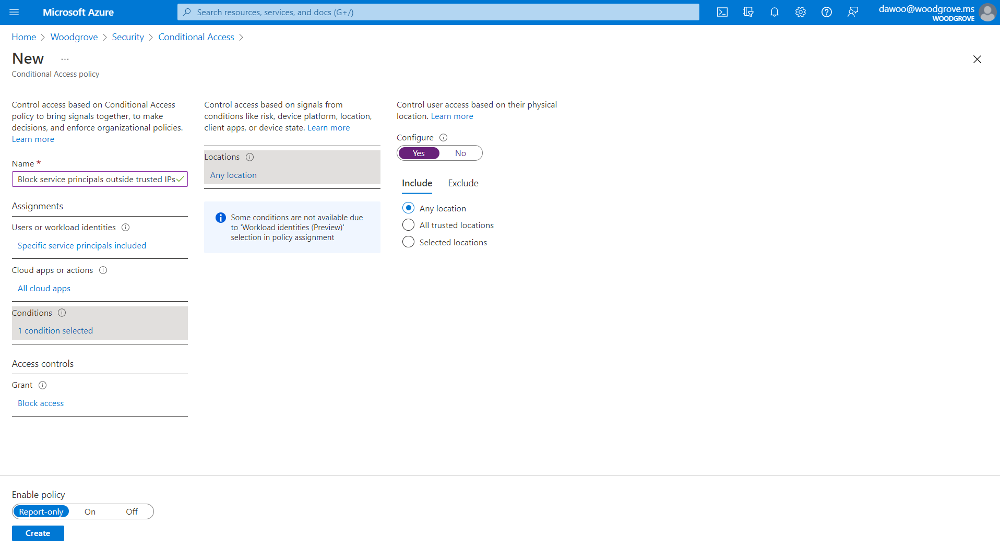 Microsoft Azure
Search resources, services, and docs (G+/)
dawoo@woodgrove.ms
WOODGROVE
Home > Woodgrove > Security > Conditional Access >
New ...
Conditional Access policy
Control access based on Conditional Access
policy to bring signals together, to make
decisions, and enforce organizational policies.
Learn more
Name *
Block service principals outside trusted IPs
Assignments
Users or workload identities
Specific service principals included
Cloud apps or actions
All cloud apps
Conditions
1 condition selected
Access controls
Grant
Block access
Control access based on signals from
conditions like risk, device platform, location,
client apps, or device state. Learn more
Locations
Any location
Some conditions are not available due
to 'Workload identities (Preview)'
selection in policy assignment
Control user access based on their physical
location. Learn more
Configure
Yes No
Include Exclude
Any location
All trusted locations
Selected locations
Enable policy
Report-only On Off
Create